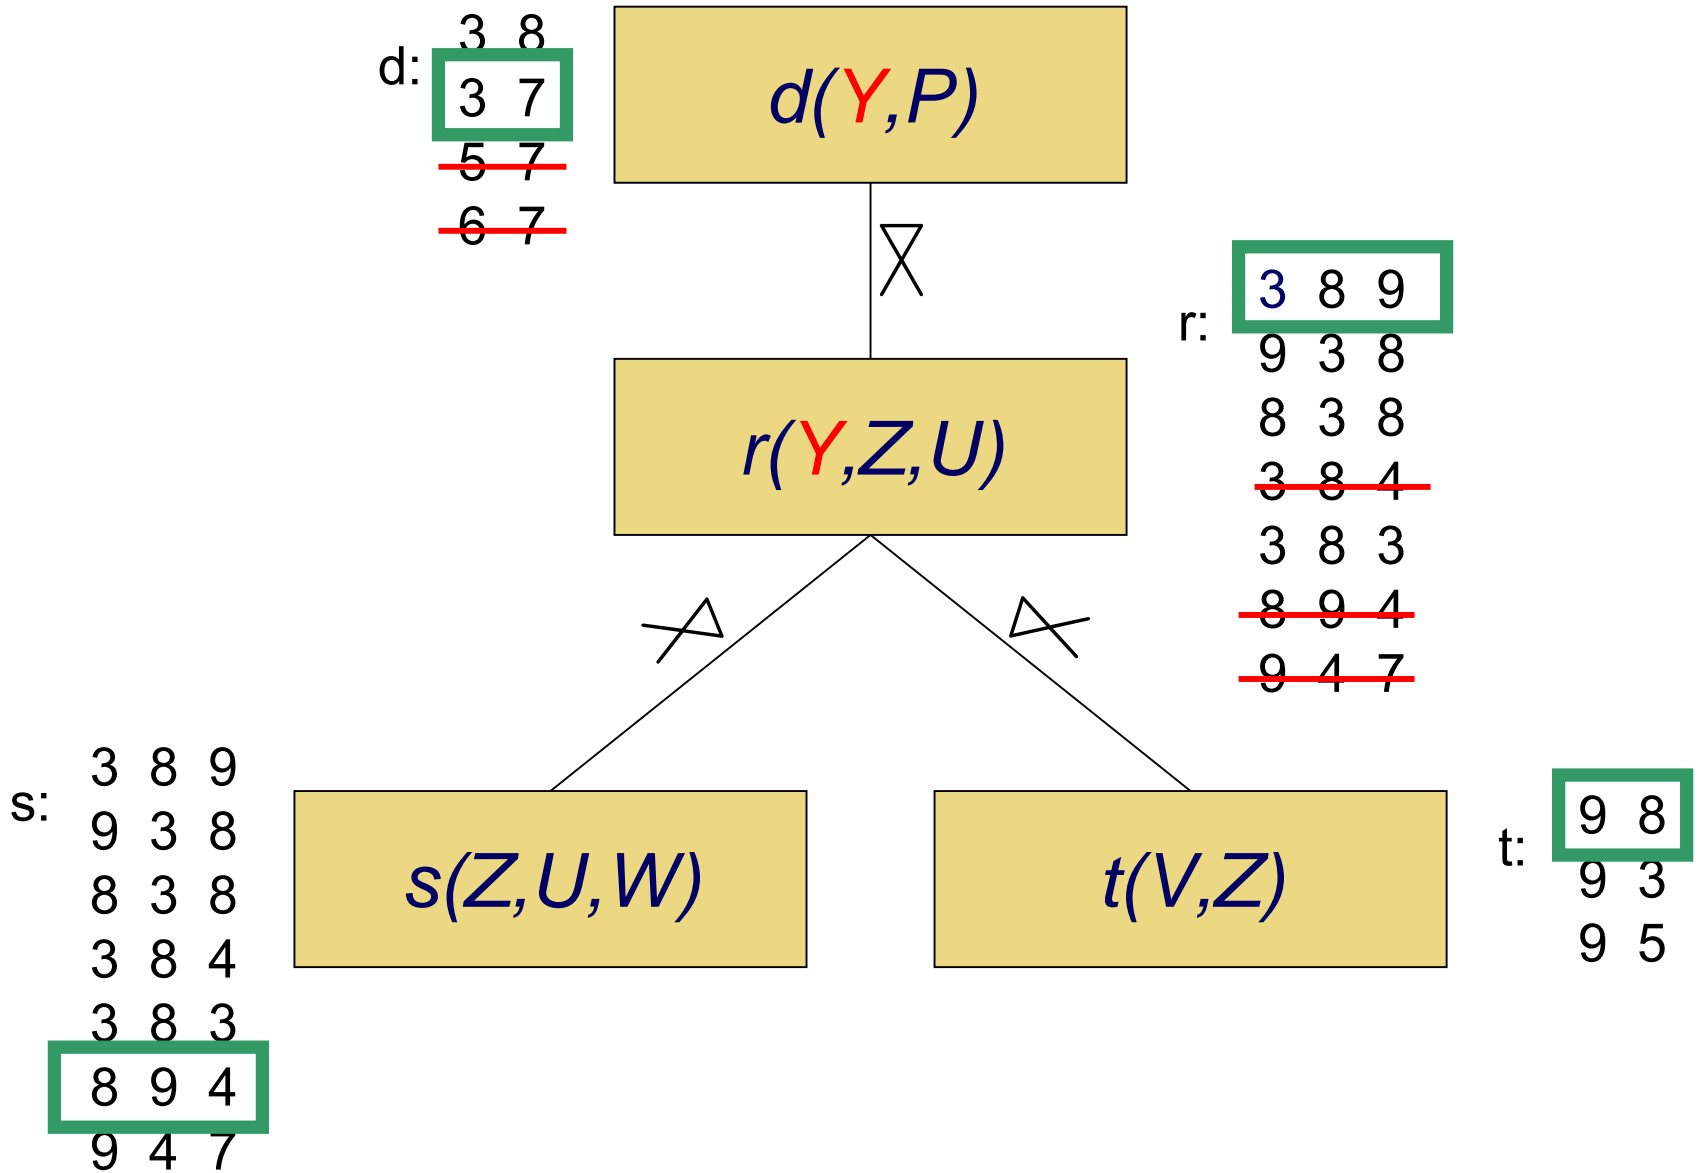 d:
3 8
3 7
5 7
6 7
d(Y,P)
r:
3 8 9
9 3 8
8 3 8
3 8 4
3 8 3
8 9 4
9 4 7
r(Y,Z,U)
s:
3 8 9
9 3 8
8 3 8
3 8 4
3 8 3
8 9 4
9 4 7
s(Z,U,W)
t(V,Z)
t:
9 8
9 3
9 5